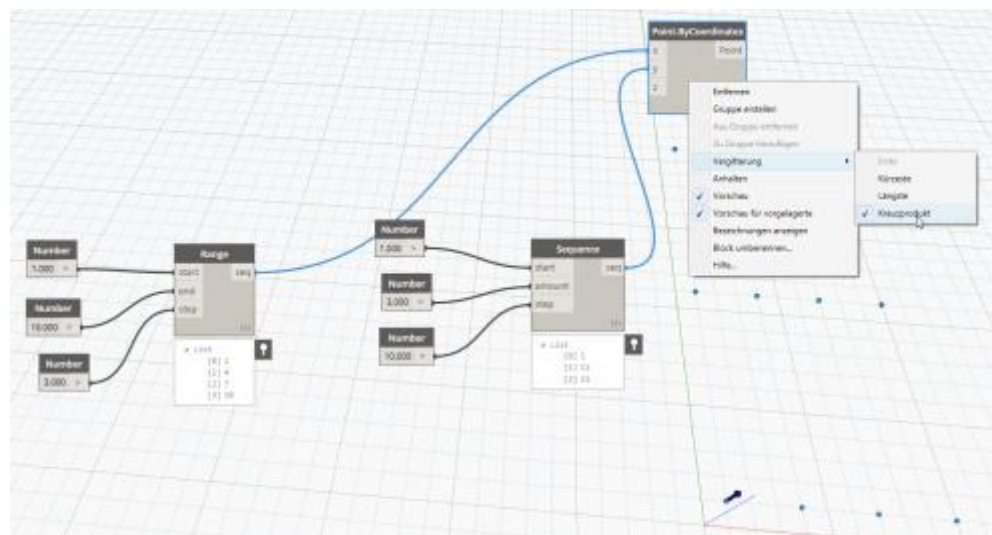 Point.ByCoordinates
x
Point
y
z
Entfernen
Gruppe erstellen
Aus Gruppe entfernen
Zu Gruppe hinzufügen
Vergitterung
Anhalten
Vorschau
Vorschau für vorgelagerte
Bezeichnungen anzeigen
Block umbenennen...
Hilfe...
Kürzeste
Längste
Kreuzprodukt
Number
1.000 >
Number
10.000 >
Number
3.000 >
Range
start
seq
end
step
List
[0] 1
[1] 4
[2] 7
[3] 10
Number
1.000 >
Number
3.000 >
Number
10.000 >
Sequence
start
seq
amount
step
List
[0] 1
[1] 11
[2] 21